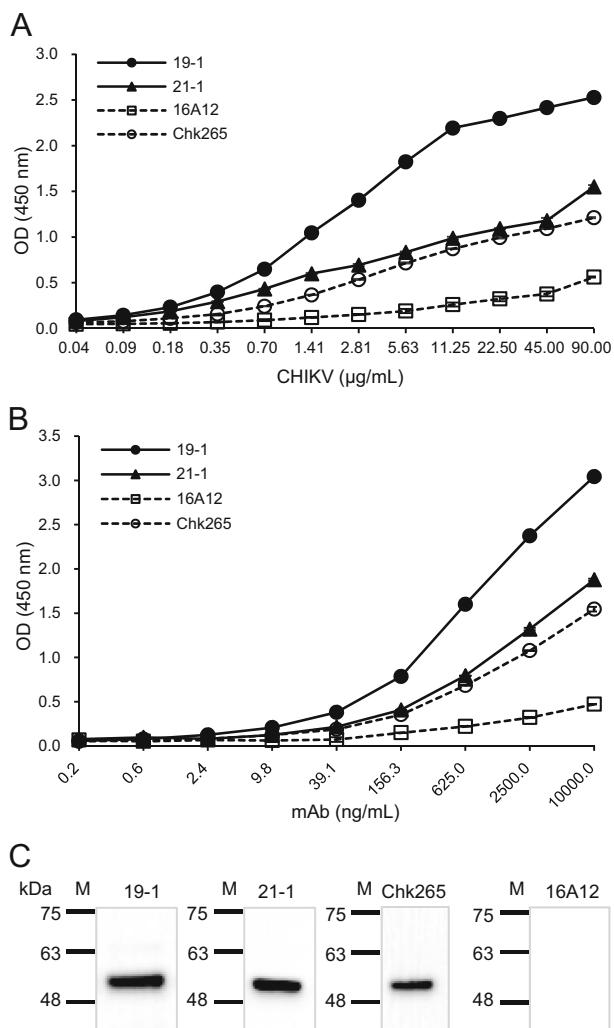 A
3.0
2.5
2.0
1.5
1.0
0.5
0.0
OD (450 nm)
19-1
21-1
16A12
Chk265
0.04 0.09 0.18 0.35 0.70 1.41 2.81 5.63 11.25 22.50 45.00 90.00
CHIKV (µg/mL)
B
3.5
3.0
2.5
2.0
1.5
1.0
0.5
0.0
OD (450 nm)
19-1
21-1
16A12
Chk265
0.2 0.6 2.4 9.8 39.1 156.3 625.0 2500.0 10000.0
mAb (ng/mL)
C
kDa M 19-1 M 21-1 M Chk265 M 16A12
75 75 75 75
63 63 63 63
48 48 48 48